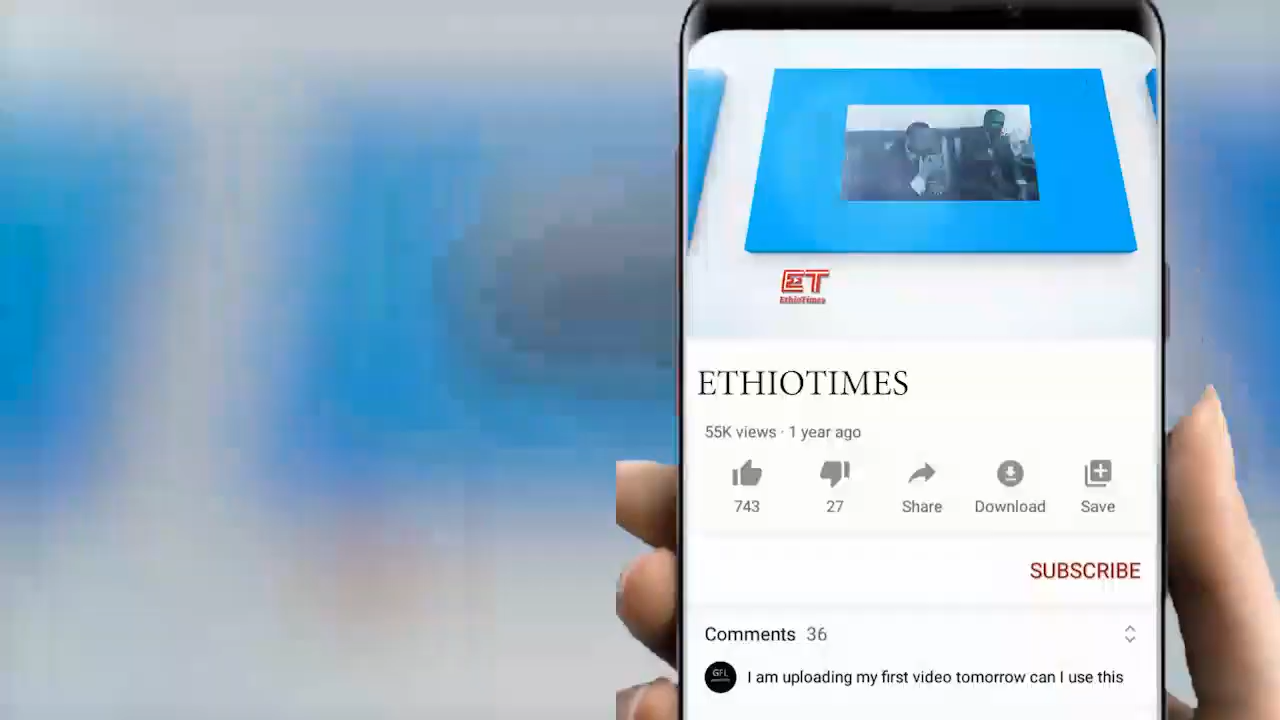 ET
EthioTimes
ETHIOTIMES
55K views · 1 year ago
743 27 Share Download Save
SUBSCRIBE
Comments 36
GFL
I am uploading my first video tomorrow can I use this